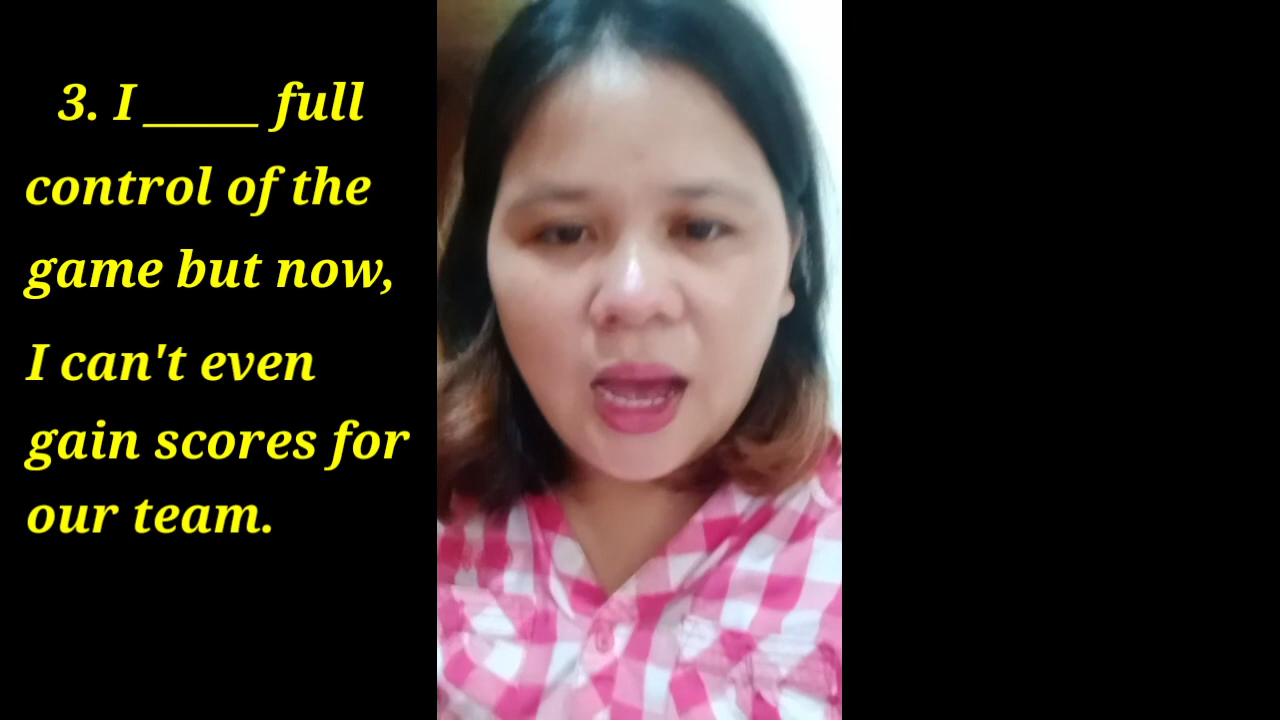 3. I _____ full
control of the
game but now,
I can't even
gain scores for
our team.